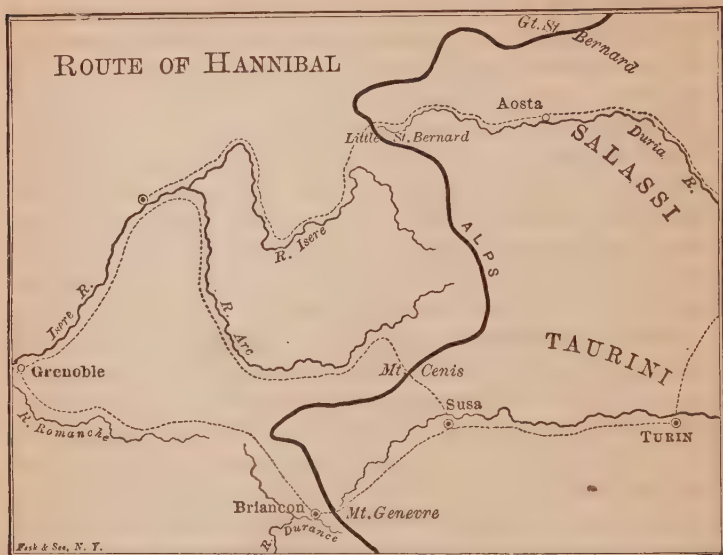 ROUTE OF HANNIBAL
Gt. St. Bernard
Aosta
Little St. Bernard
Duria R.
SALASSI
R. Isere
ALPS
Isere R.
R. Arc
Grenoble
Mt. Cenis
TAURINI
Susa
R. Romanche
TURIN
Briancon
Mt. Genevre
R. Durance
Fisk & See, N. Y.